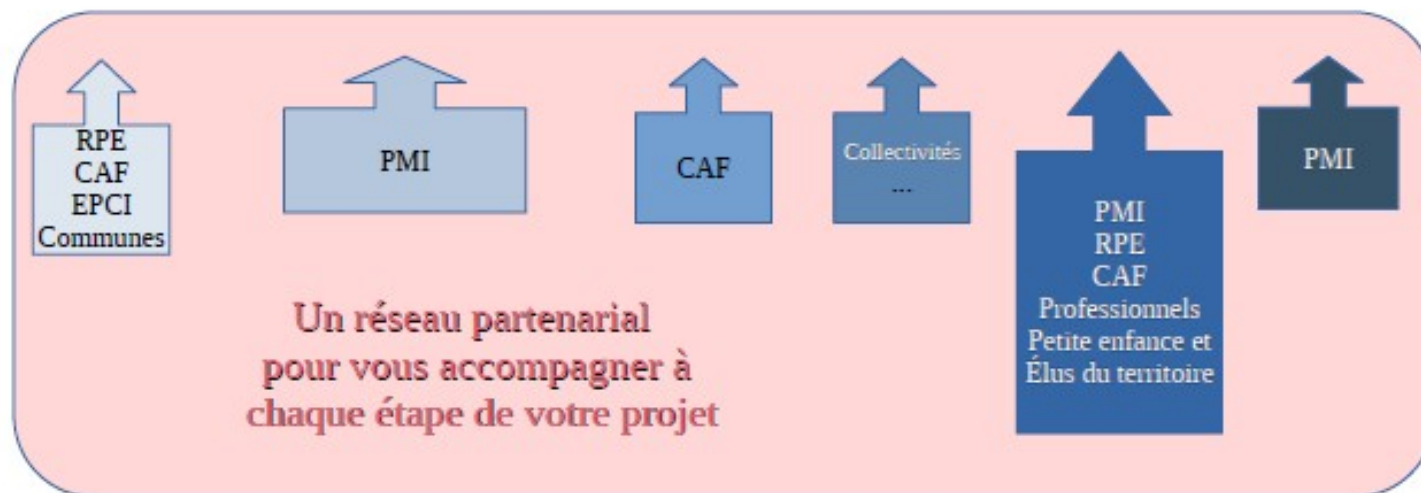 RPE
CAF
EPCI
Communes
PMI
CAF
Collectivités
...
PMI
RPE
CAF
Professionnels
Petite enfance et
Élus du territoire
PMI
Un réseau partenarial
pour vous accompagner à
chaque étape de votre projet